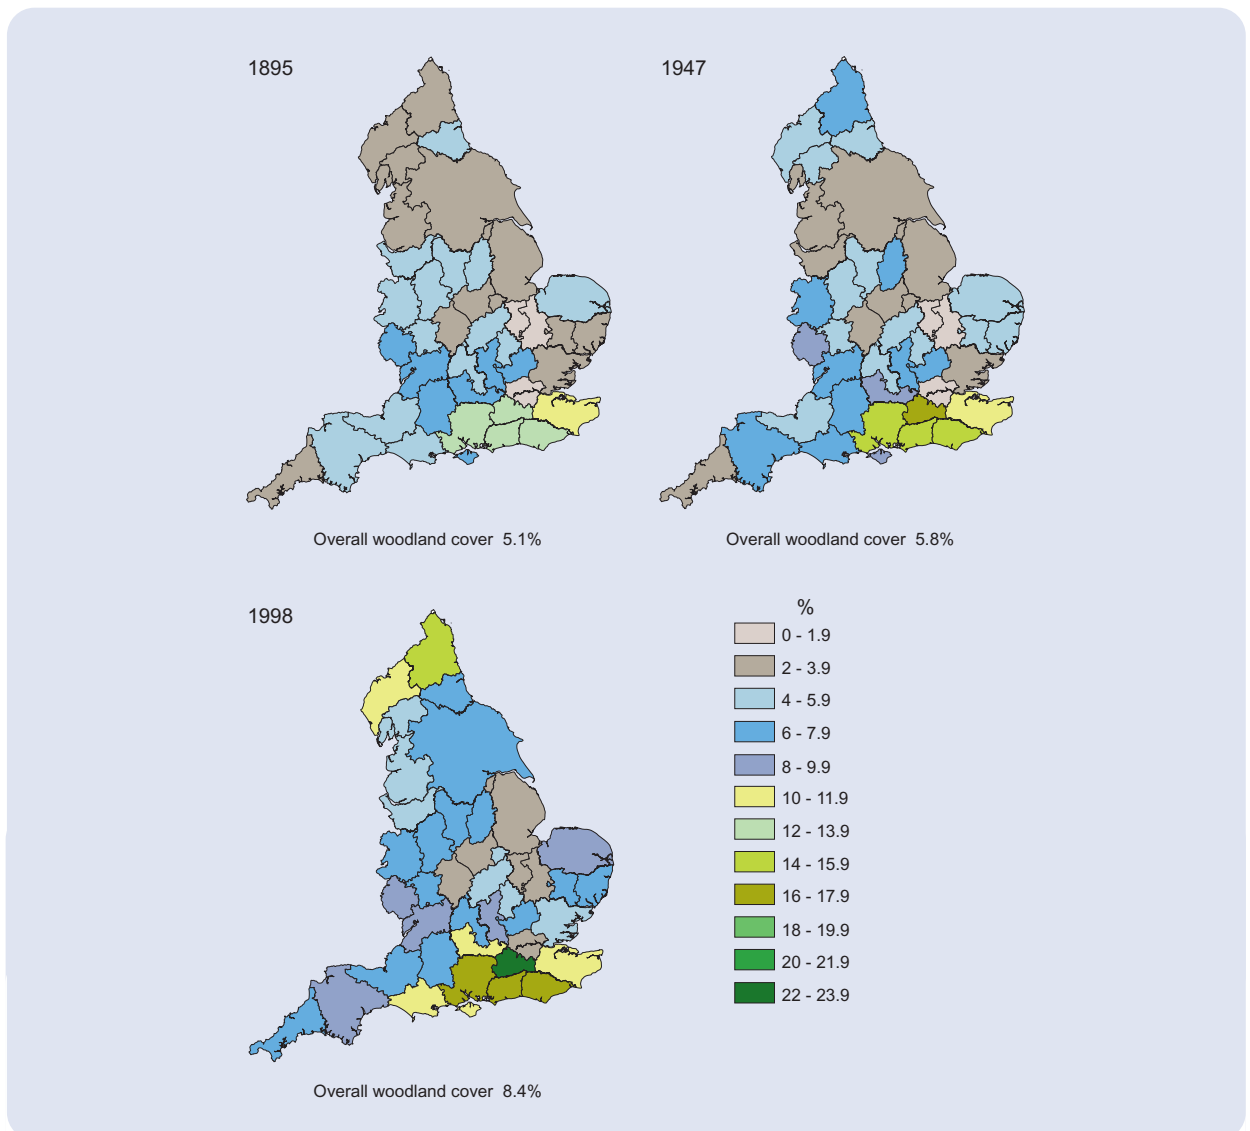 1895
1947
Overall woodland cover 5.1%
Overall woodland cover 5.8%
1998
%
0 - 1.9
2 - 3.9
4 - 5.9
6 - 7.9
8 - 9.9
10 - 11.9
12 - 13.9
14 - 15.9
16 - 17.9
18 - 19.9
20 - 21.9
22 - 23.9
Overall woodland cover 8.4%